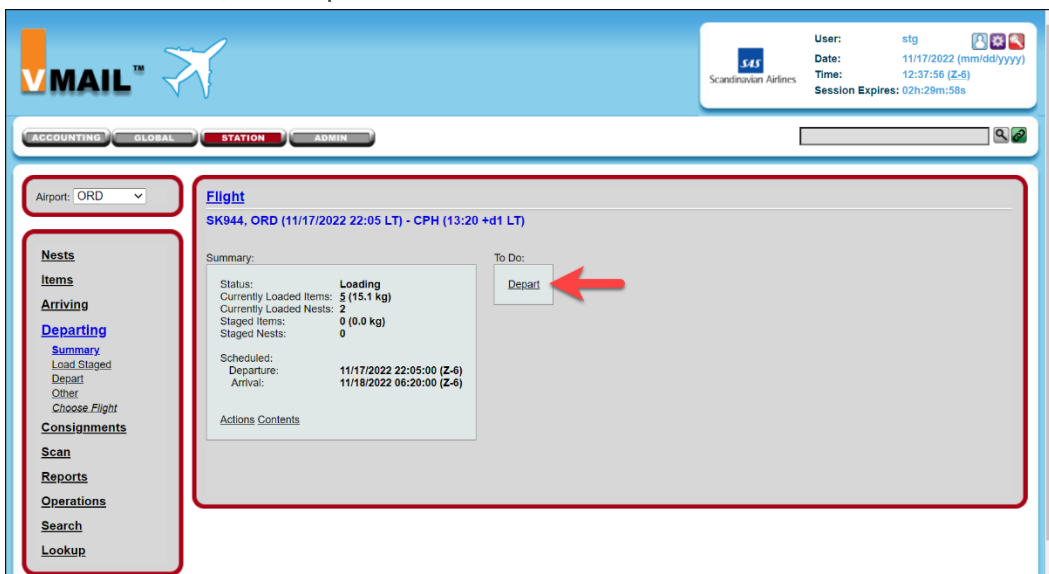 VMAIL™
SAS
Scandinavian Airlines
User: stg
Date: 11/17/2022 (mm/dd/yyyy)
Time: 12:37:56 (Z-6)
Session Expires: 02h:29m:58s
ACCOUNTING GLOBAL STATION ADMIN
Airport: ORD
Nests
Items
Arriving
Departing
Summary
Load Staged
Depart
Other
Choose Flight
Consignments
Scan
Reports
Operations
Search
Lookup
Flight
SK944, ORD (11/17/2022 22:05 LT) - CPH (13:20 +d1 LT)
Summary:
Status: Loading
Currently Loaded Items: 5 (15.1 kg)
Currently Loaded Nests: 2
Staged Items: 0 (0.0 kg)
Staged Nests: 0
Scheduled:
Departure: 11/17/2022 22:05:00 (Z-6)
Arrival: 11/18/2022 06:20:00 (Z-6)
Actions Contents
To Do:
Depart